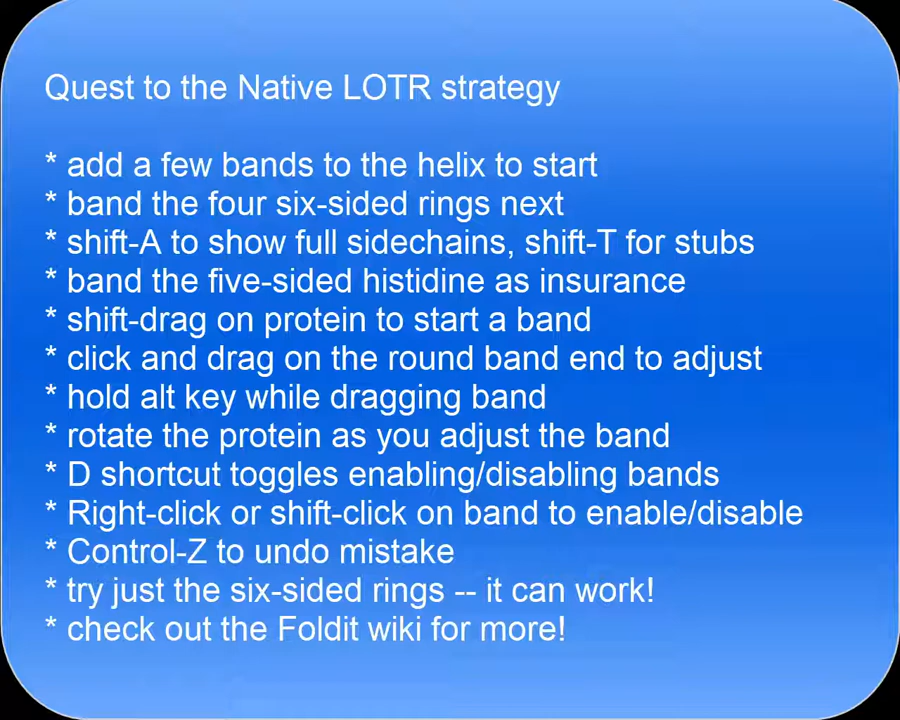 Quest to the Native LOTR strategy
* add a few bands to the helix to start
* band the four six-sided rings next
* shift-A to show full sidechains, shift-T for stubs
* band the five-sided histidine as insurance
* shift-drag on protein to start a band
* click and drag on the round band end to adjust
* hold alt key while dragging band
* rotate the protein as you adjust the band
* D shortcut toggles enabling/disabling bands
* Right-click or shift-click on band to enable/disable
* Control-Z to undo mistake
* try just the six-sided rings -- it can work!
* check out the Foldit wiki for more!